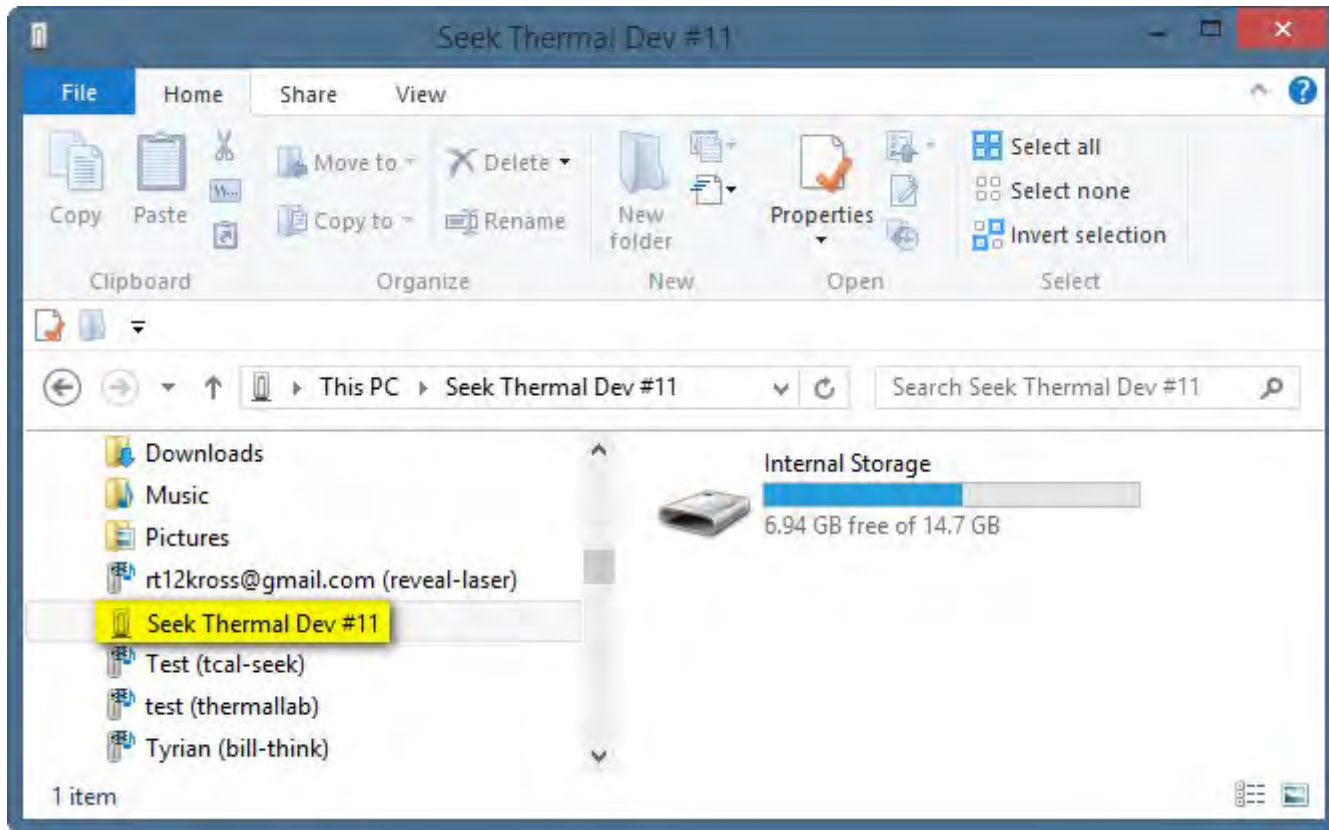 Seek Thermal Dev #11
File Home Share View
Copy
Paste
Clipboard
Move to
Copy to
Delete
Rename
Organize
New
folder
New
Properties
Open
Select all
Select none
Invert selection
Select
This PC Seek Thermal Dev #11
Search Seek Thermal Dev #11
Downloads
Music
Pictures
rt12kross@gmail.com (reveal-laser)
Seek Thermal Dev #11
Test (tcal-seek)
test (thermallab)
Tyrian (bill-think)
Internal Storage
6.94 GB free of 14.7 GB
1 item